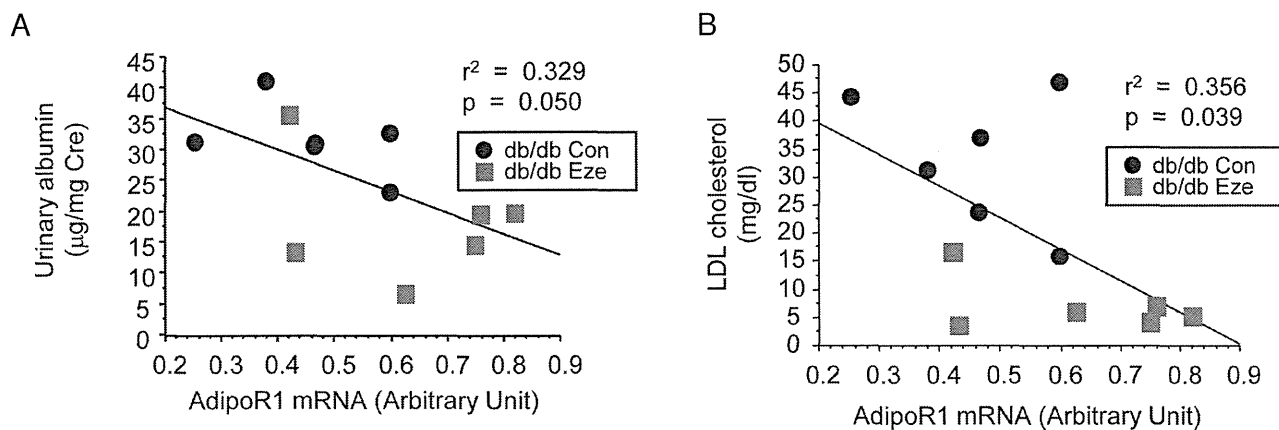 A
Urinary albumin
(μg/mg Cre)
45
40
35
30
25
20
15
10
5
0
0.2 0.3 0.4 0.5 0.6 0.7 0.8 0.9
AdipoR1 mRNA (Arbitrary Unit)
r² = 0.329
p = 0.050
db/db Con
db/db Eze
B
LDL cholesterol
(mg/dl)
50
45
40
35
30
25
20
15
10
5
0
0.2 0.3 0.4 0.5 0.6 0.7 0.8 0.9
AdipoR1 mRNA (Arbitrary Unit)
r² = 0.356
p = 0.039
db/db Con
db/db Eze